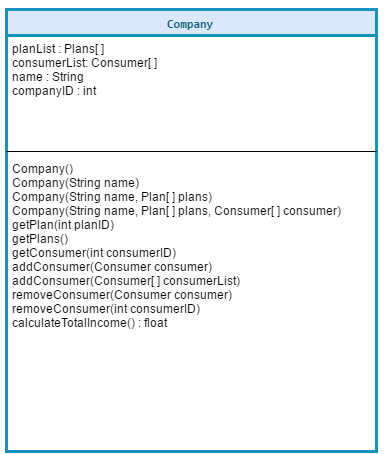 Company
planList : Plans[ ]
consumerList: Consumer[ ]
name : String
companyID : int
Company()
Company(String name)
Company(String name, Plan[ ] plans)
Company(String name, Plan[ ] plans, Consumer[ ] consumer)
getPlan(int planID)
getPlans()
getConsumer(int consumerID)
addConsumer(Consumer consumer)
addConsumer(Consumer[ ] consumerList)
removeConsumer(Consumer consumer)
removeConsumer(int consumerID)
calculateTotalIncome() : float